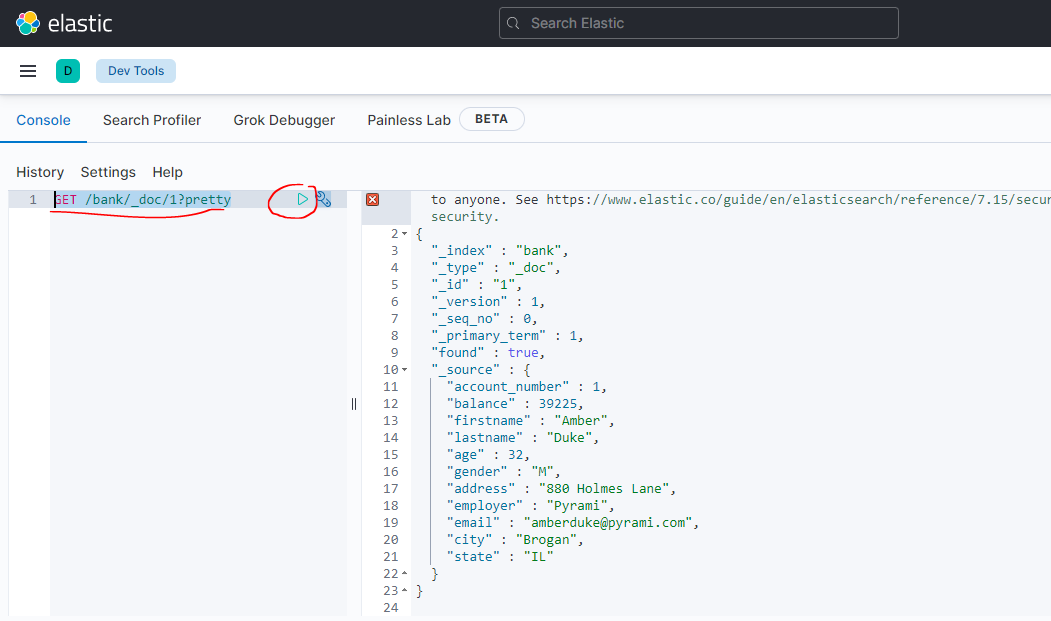 elastic
Search Elastic
D
Dev Tools
Console
Search Profiler
Grok Debugger
Painless Lab
BETA
History
Settings
Help
1
GET /bank/_doc/1?pretty
to anyone. See https://www.elastic.co/guide/en/elasticsearch/reference/7.15/secur
security.
2 {
3 "_index" : "bank",
4 "_type" : "_doc",
5 "_id" : "1",
6 "_version" : 1,
7 "_seq_no" : 0,
8 "_primary_term" : 1,
9 "found" : true,
10 "_source" : {
11 "account_number" : 1,
12 "balance" : 39225,
13 "firstname" : "Amber",
14 "lastname" : "Duke",
15 "age" : 32,
16 "gender" : "M",
17 "address" : "880 Holmes Lane",
18 "employer" : "Pyrami",
19 "email" : "amberduke@pyrami.com",
20 "city" : "Brogan",
21 "state" : "IL"
22 }
23 }
24